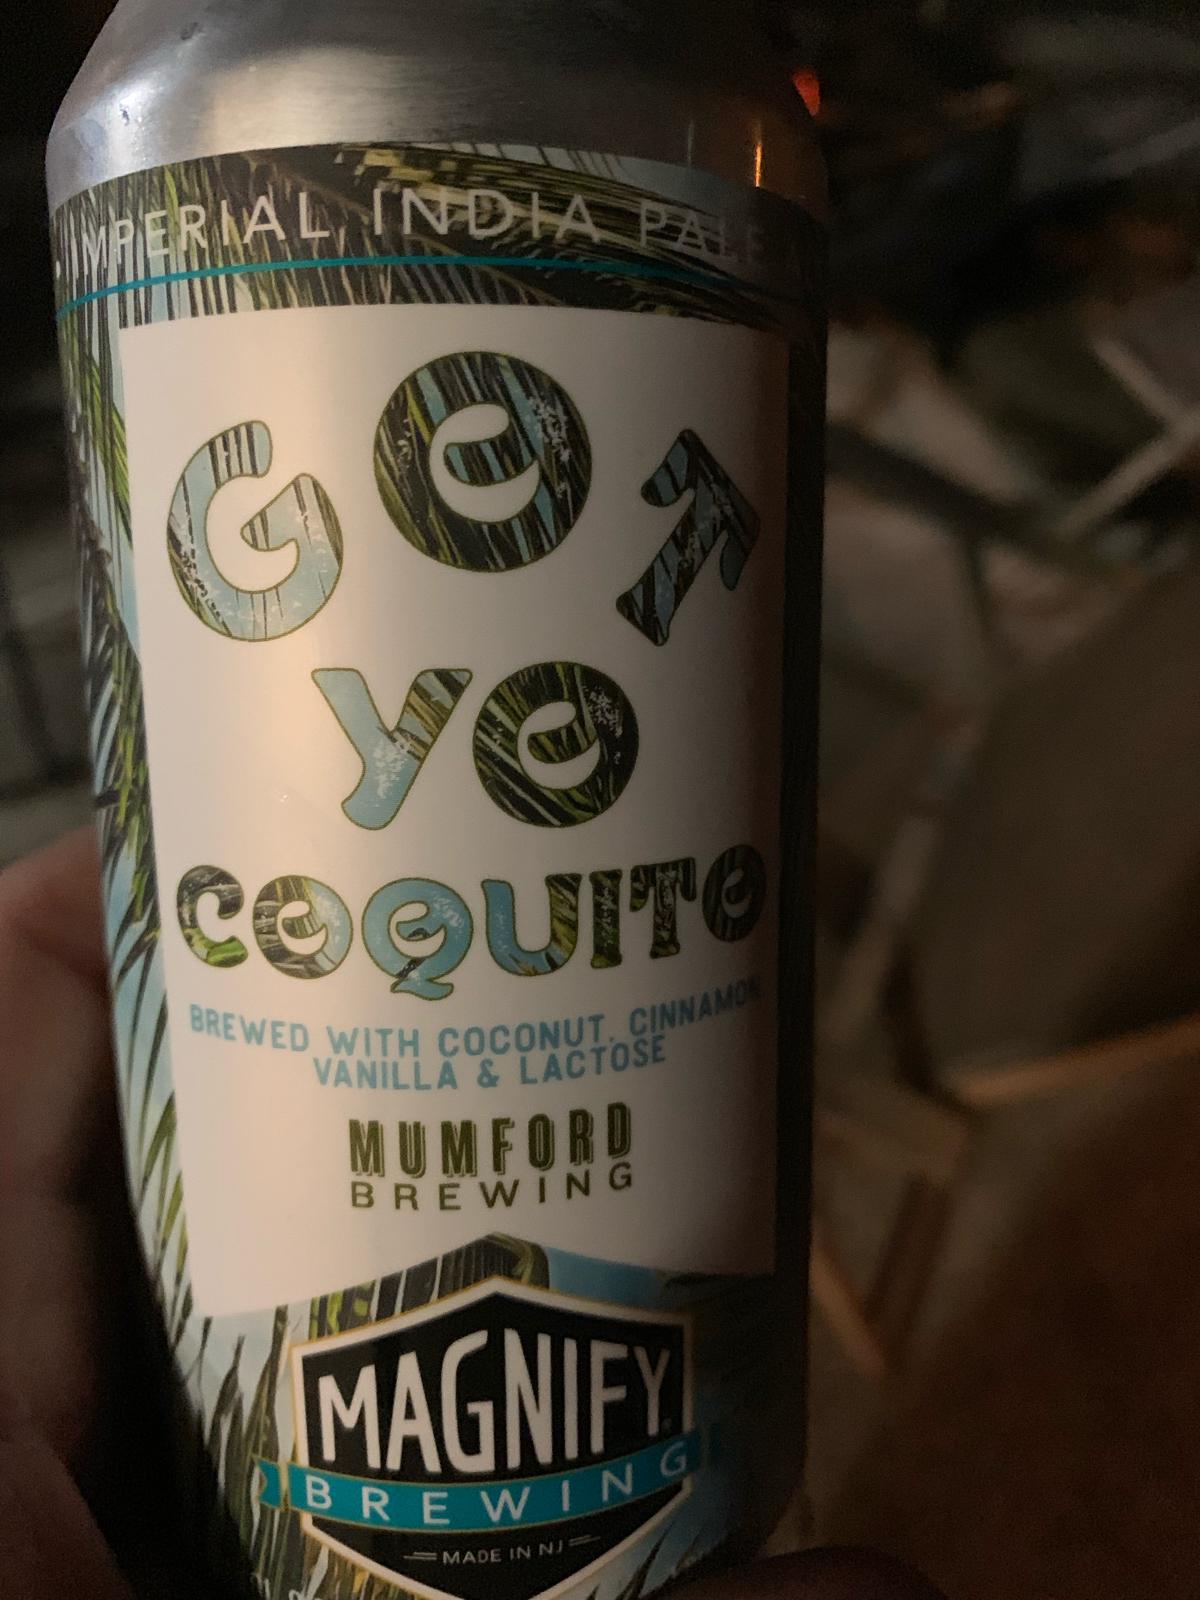 IMPERIAL INDIA PALE
GOT
YO
COQUITO
BREWED WITH COCONUT, CINNAMON,
VANILLA & LACTOSE
MUMFORD
BREWING
MAGNIFY
BREWING
MADE IN NJ